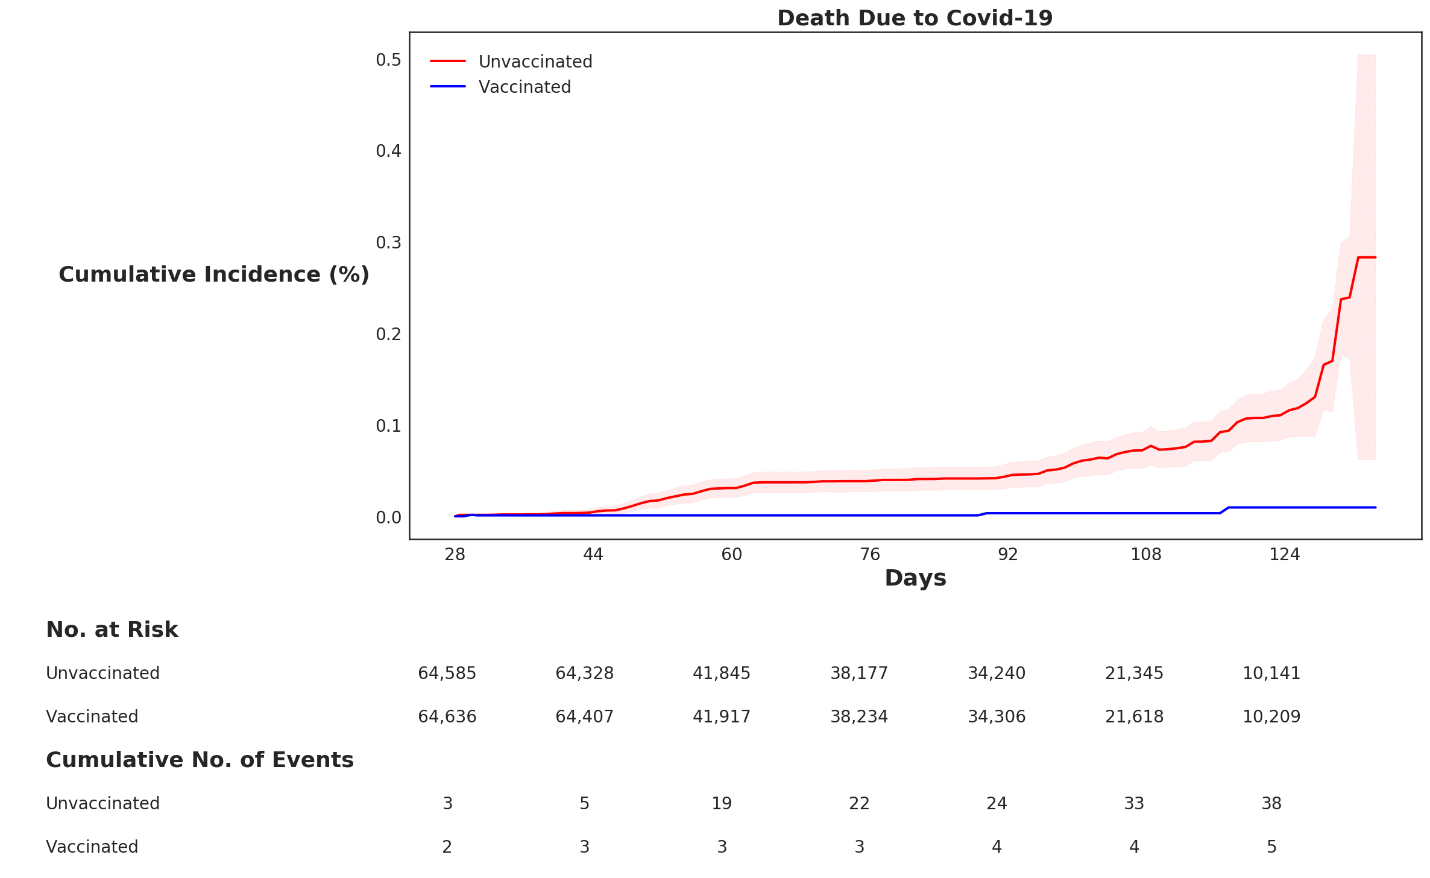 Death Due to Covid-19
Unvaccinated
Vaccinated
0.5
0.4
0.3
0.2
0.1
0.0
Cumulative Incidence (%)
28 44 60 76 92 108 124
Days
No. at Risk
Unvaccinated 64,585 64,328 41,845 38,177 34,240 21,345 10,141
Vaccinated 64,636 64,407 41,917 38,234 34,306 21,618 10,209
Cumulative No. of Events
Unvaccinated 3 5 19 22 24 33 38
Vaccinated 2 3 3 3 4 4 5